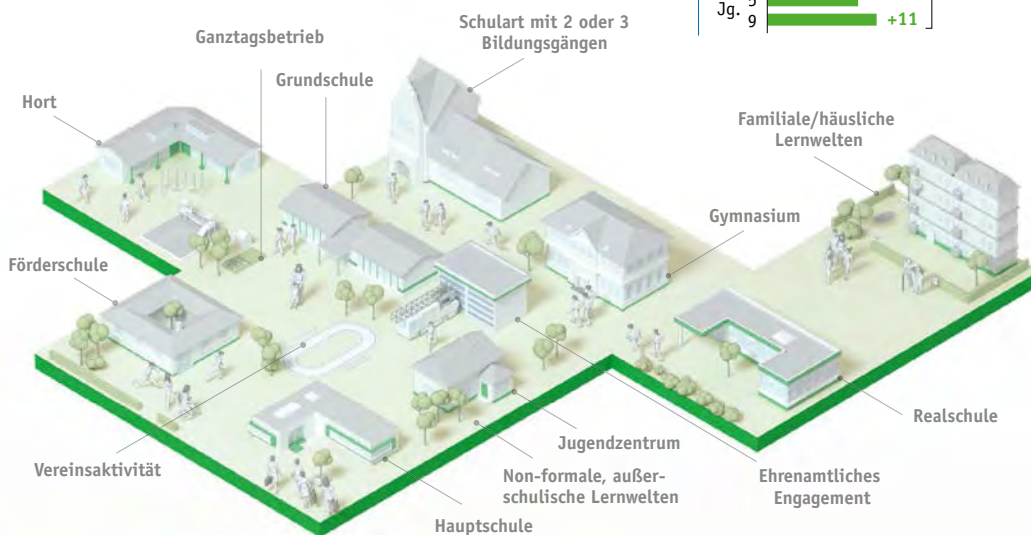 Jg. 5
9
+11
Schulart mit 2 oder 3
Bildungsgängen
Ganztagsbetrieb
Grundschule
Hort
Familiale/häusliche
Lernwelten
Gymnasium
Förderschule
Realschule
Jugendzentrum
Vereinsaktivität
Non-formale, außer-
schulische Lernwelten
Ehrenamtliches
Engagement
Hauptschule